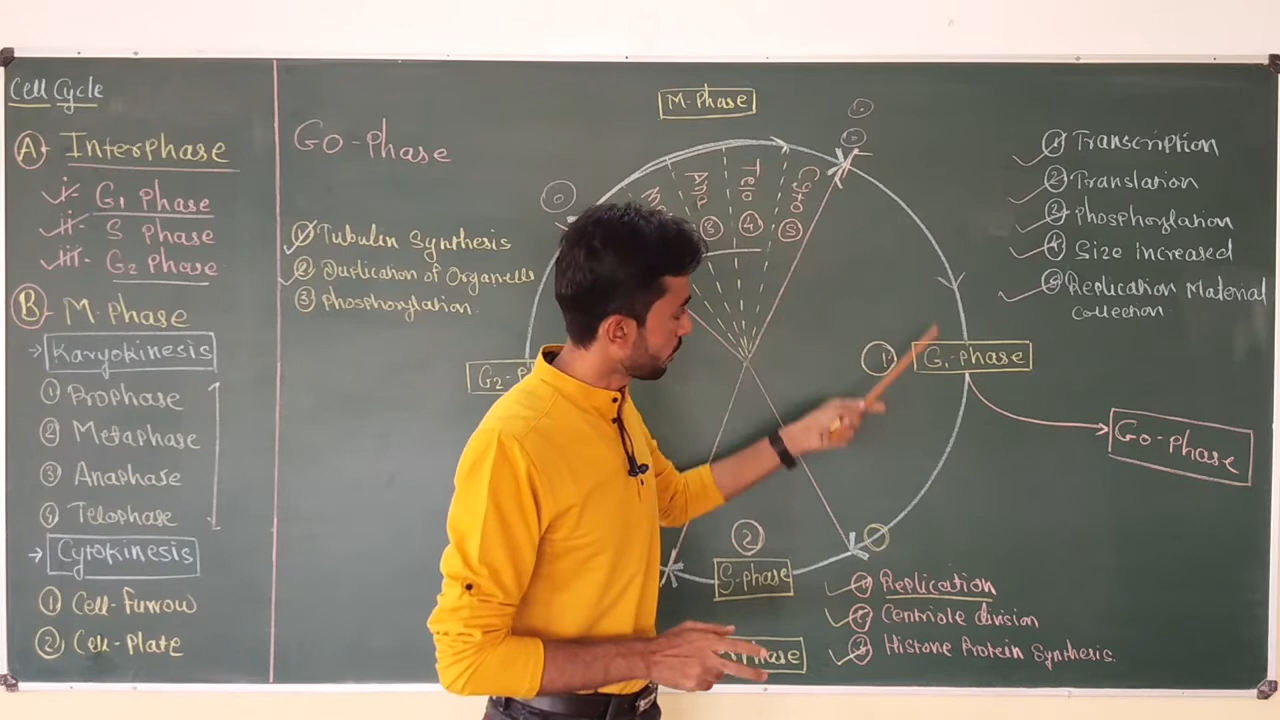 Cell Cycle
A Interphase
i- G1 Phase
ii- S Phase
iii- G2 Phase
B M-Phase
→ Karyokinesis
1 Prophase
2 Metaphase
3 Anaphase
4 Telophase
→ Cytokinesis
1 Cell-furrow
2 Cell-Plate
Go-Phase
1 Tubulin Synthesis
2 Duplication of Organells
3 Phosphorylation.
M-Phase
Ana
3
Telo
4
Cyto
5
G2-P
1 G1-Phase
Go-Phase
2
S-Phase
1 Transcription
2 Translation
3 Phosphorylation
4 Size increased
5 Replication Material
Collection
1 Replication
2 Centriole division
3 Histone Protein Synthesis.